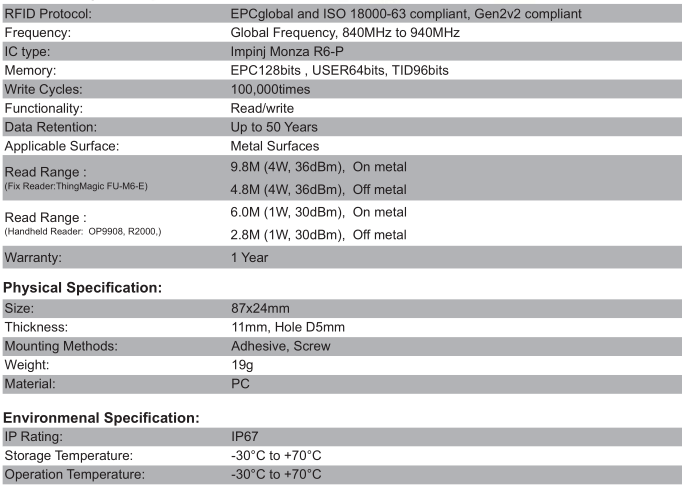 RFID Protocol: EPCglobal and ISO 18000-63 compliant, Gen2v2 compliant
Frequency: Global Frequency, 840MHz to 940MHz
IC type: Impinj Monza R6-P
Memory: EPC128bits , USER64bits, TID96bits
Write Cycles: 100,000times
Functionality: Read/write
Data Retention: Up to 50 Years
Applicable Surface: Metal Surfaces
Read Range :
(Fix Reader:ThingMagic FU-M6-E)
9.8M (4W, 36dBm), On metal
4.8M (4W, 36dBm), Off metal
Read Range :
(Handheld Reader: OP9908, R2000,)
6.0M (1W, 30dBm), On metal
2.8M (1W, 30dBm), Off metal
Warranty: 1 Year
Physical Specification:
Size: 87x24mm
Thickness: 11mm, Hole D5mm
Mounting Methods: Adhesive, Screw
Weight: 19g
Material: PC
Environmenal Specification:
IP Rating: IP67
Storage Temperature: -30°C to +70°C
Operation Temperature: -30°C to +70°C